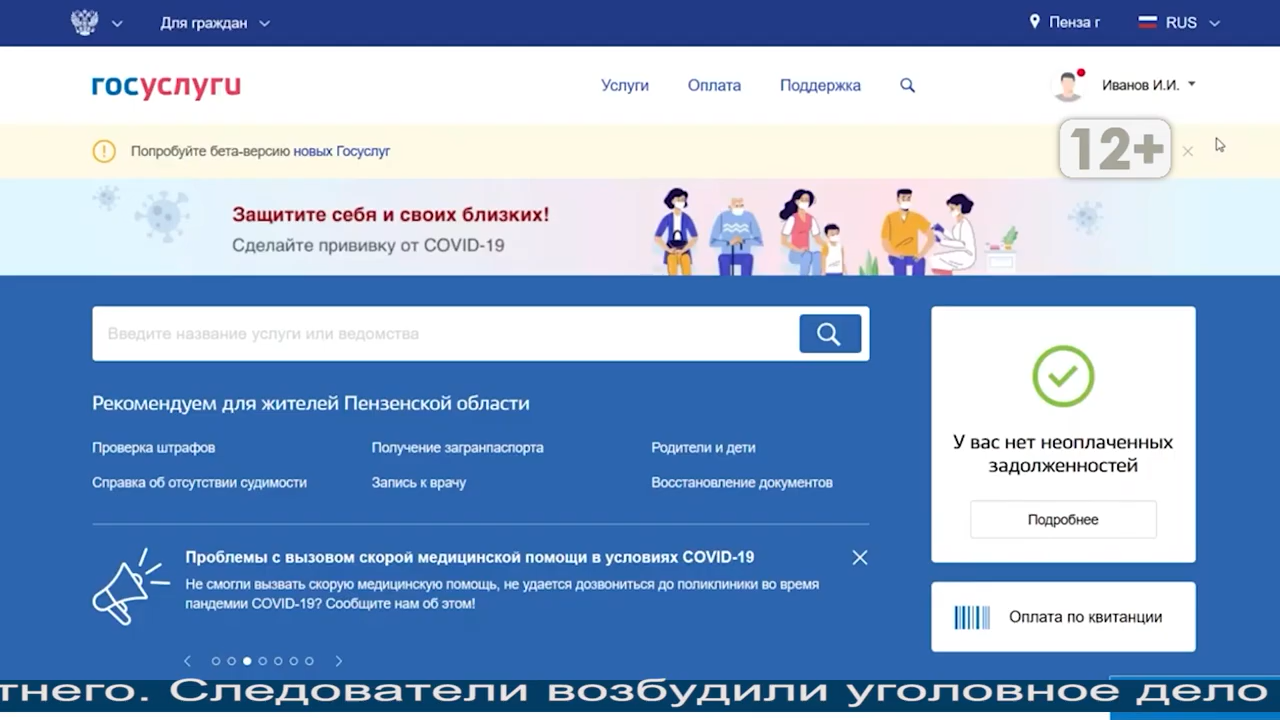 Для граждан
Пенза г
RUS
госуслуги
Услуги
Оплата
Поддержка
Иванов И.И.
Попробуйте бета-версию новых Госуслуг
12+
Защитите себя и своих близких!
Сделайте прививку от COVID-19
Введите название услуги или ведомства
Рекомендуем для жителей Пензенской области
Проверка штрафов
Получение загранпаспорта
Родители и дети
Справка об отсутствии судимости
Запись к врачу
Восстановление документов
У вас нет неоплаченных
задолженностей
Подробнее
Проблемы с вызовом скорой медицинской помощи в условиях COVID-19
Не смогли вызвать скорую медицинскую помощь, не удается дозвониться до поликлиники во время
пандемии COVID-19? Сообщите нам об этом!
Оплата по квитанции
тнего. Следователи возбудили уголовное дело